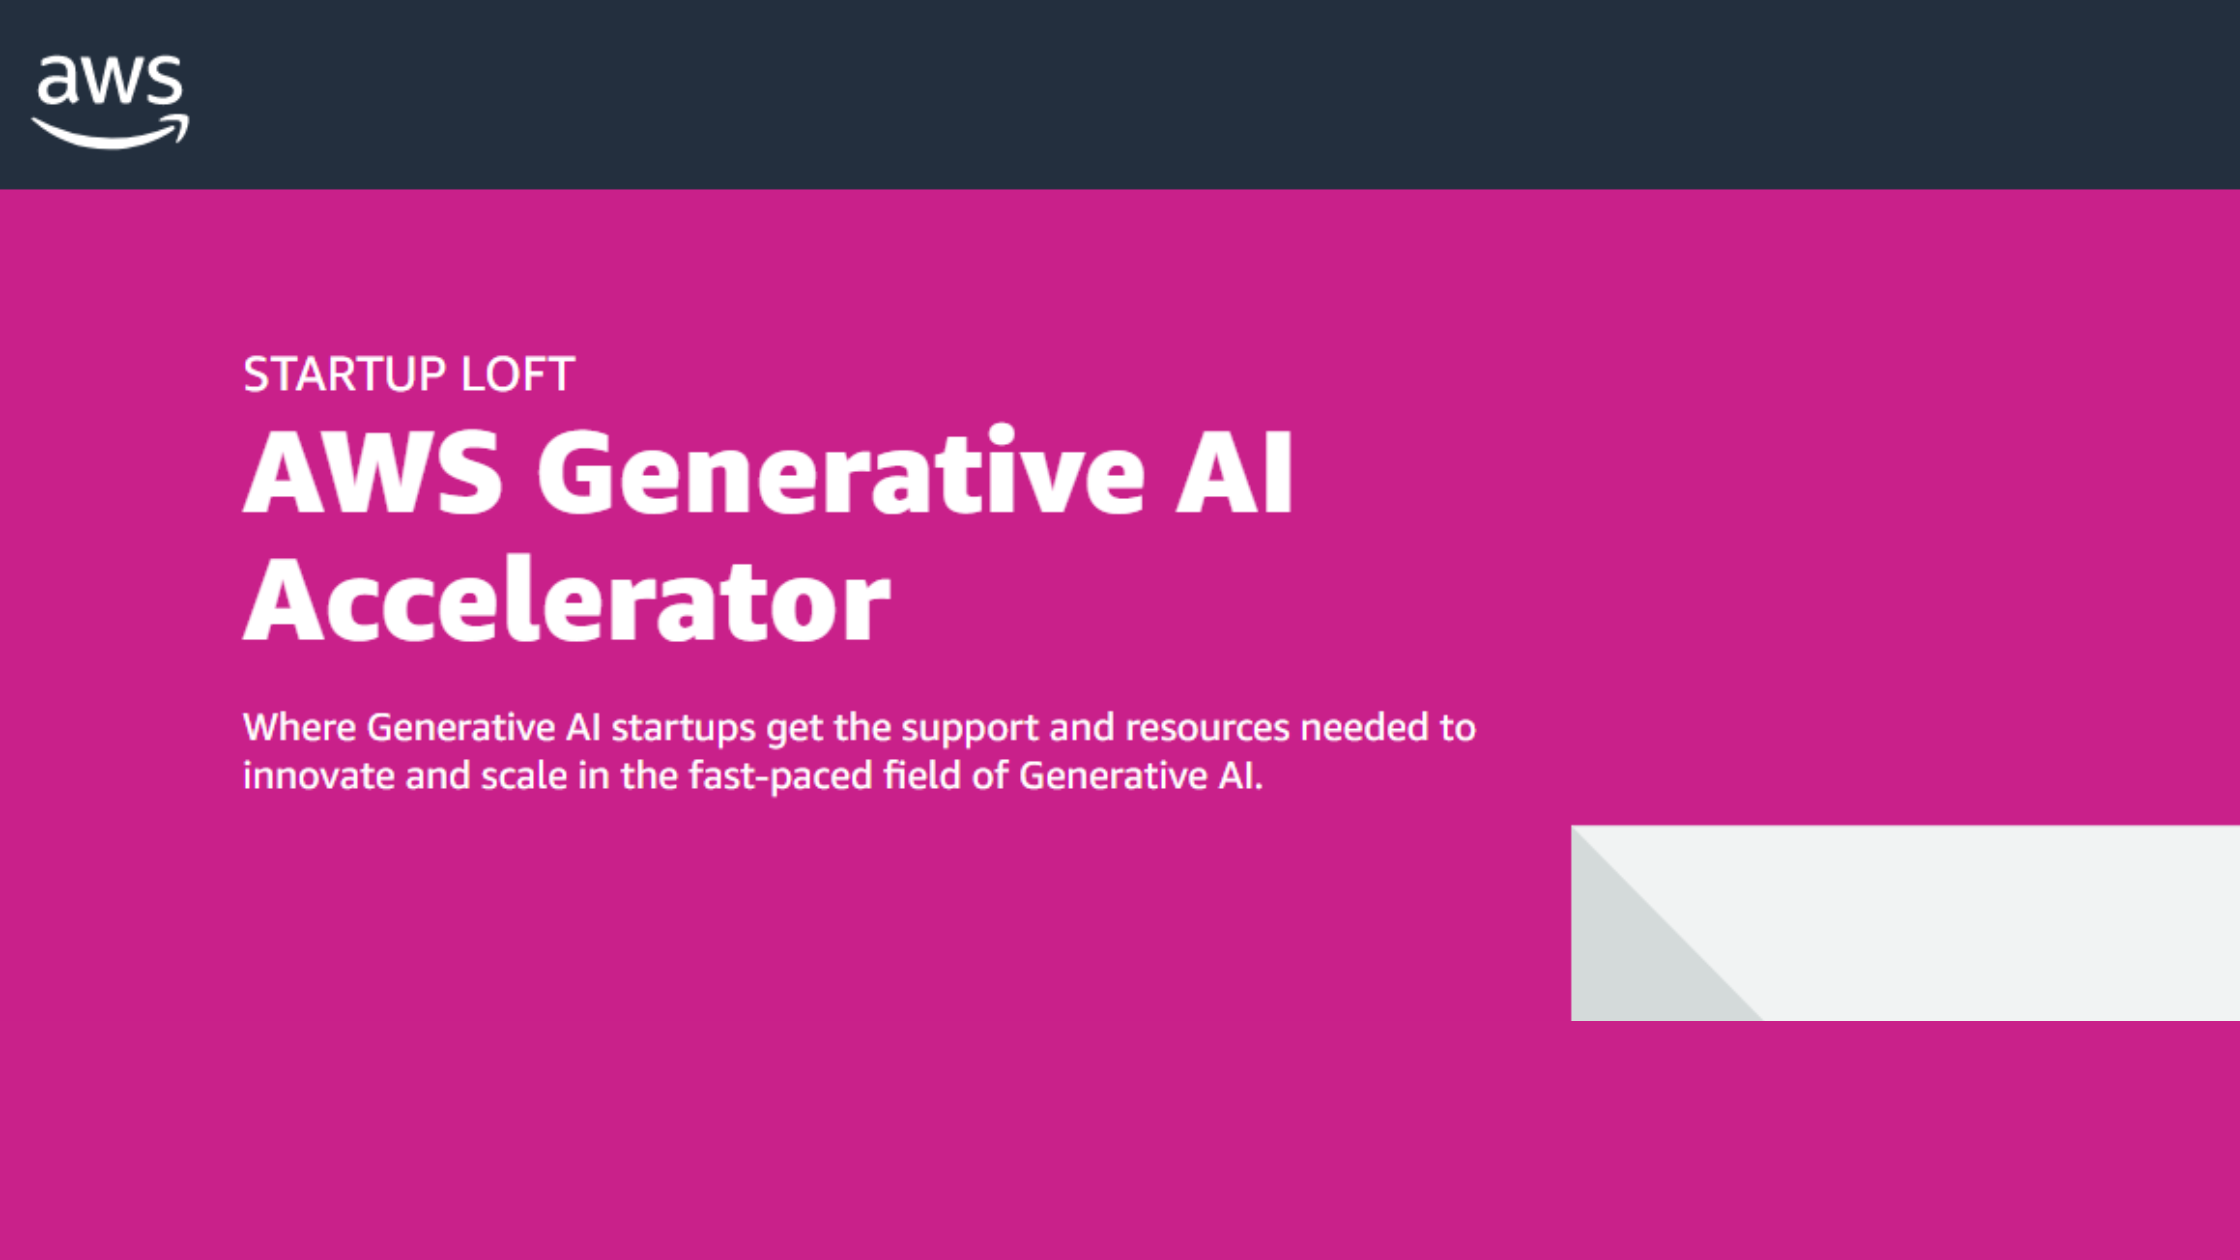 aws
STARTUP LOFT
AWS Generative AI
Accelerator
Where Generative AI startups get the support and resources needed to
innovate and scale in the fast-paced field of Generative AI.